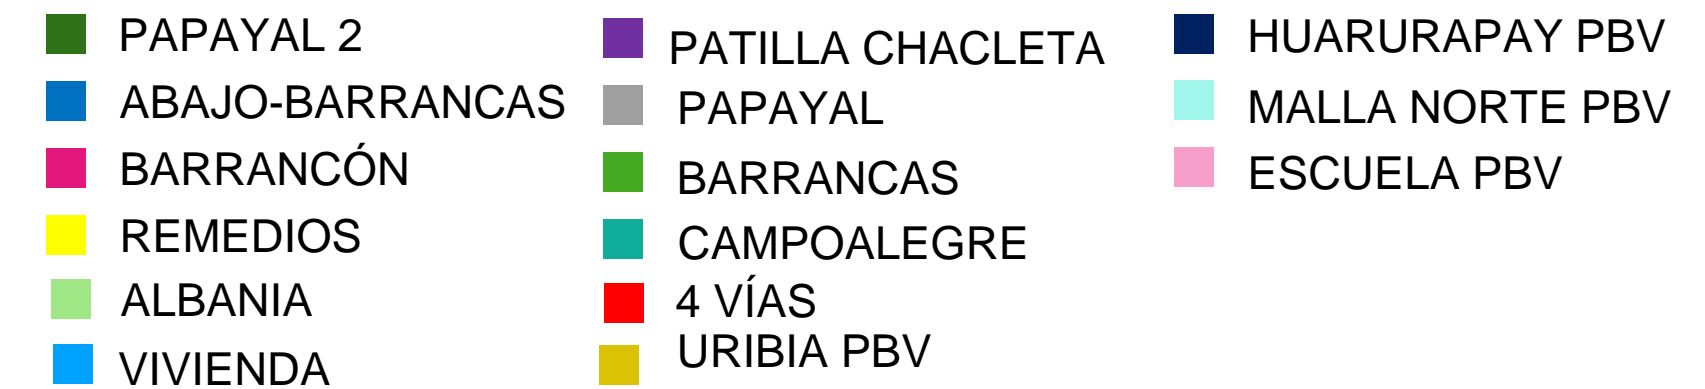 PAPAYAL 2
ABAJO-BARRANCAS
BARRANCÓN
REMEDIOS
ALBANIA
VIVIENDA
PATILLA CHACLETA
PAPAYAL
BARRANCAS
CAMPOALEGRE
4 VÍAS
URIBIA PBV
HUARURAPAY PBV
MALLA NORTE PBV
ESCUELA PBV